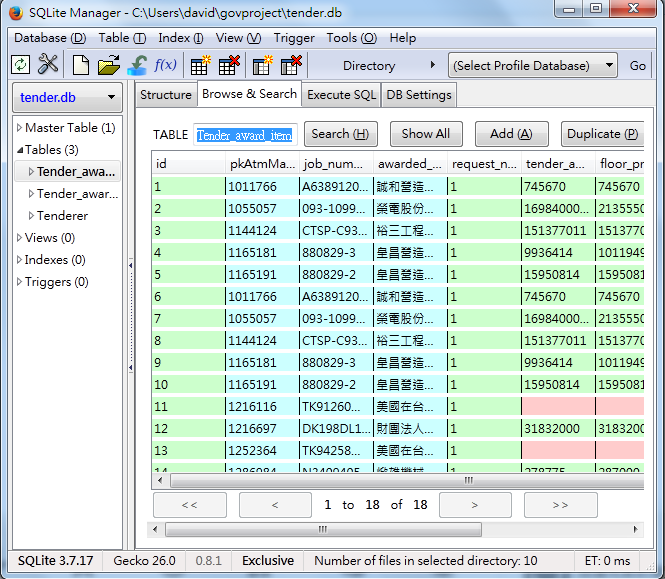 SQLite Manager - C:\Users\david\govproject\tender.db
Database (D) Table (T) Index (I) View (V) Trigger Tools (O) Help
f(x) Directory (Select Profile Database) Go
tender.db
Structure Browse & Search Execute SQL DB Settings
Master Table (1)
Tables (3)
Tender_awa...
Tender_awar...
Tenderer
Views (0)
Indexes (0)
Triggers (0)
TABLE Tender_award_item Search (H) Show All Add (A) Duplicate (P)
id pkAtmMa... job_num... awarded_... request_n... tender_a... floor_pr
1 1011766 A6389120... 誠和營造... 1 745670 745670
2 1055057 093-1099... 榮電股份... 1 16984000... 2135550
3 1144124 CTSP-C93... 裕三工程... 1 151377011 1513770
4 1165181 880829-3 皇昌營造... 1 9936414 1011949
5 1165191 880829-2 皇昌營造... 1 15950814 1595081
6 1011766 A6389120... 誠和營造... 1 745670 745670
7 1055057 093-1099... 榮電股份... 1 16984000... 2135550
8 1144124 CTSP-C93... 裕三工程... 1 151377011 1513770
9 1165181 880829-3 皇昌營造... 1 9936414 1011949
10 1165191 880829-2 皇昌營造... 1 15950814 1595081
11 1216116 TK91260... 美國在台... 1
12 1216697 DK198DL1... 財團法人... 1 31832000 3183200
13 1252364 TK94258... 美國在台... 1
14 1286984 1 278775 287000
<< < 1 to 18 of 18 > >>
SQLite 3.7.17 Gecko 26.0 0.8.1 Exclusive Number of files in selected directory: 10 ET: 0 ms